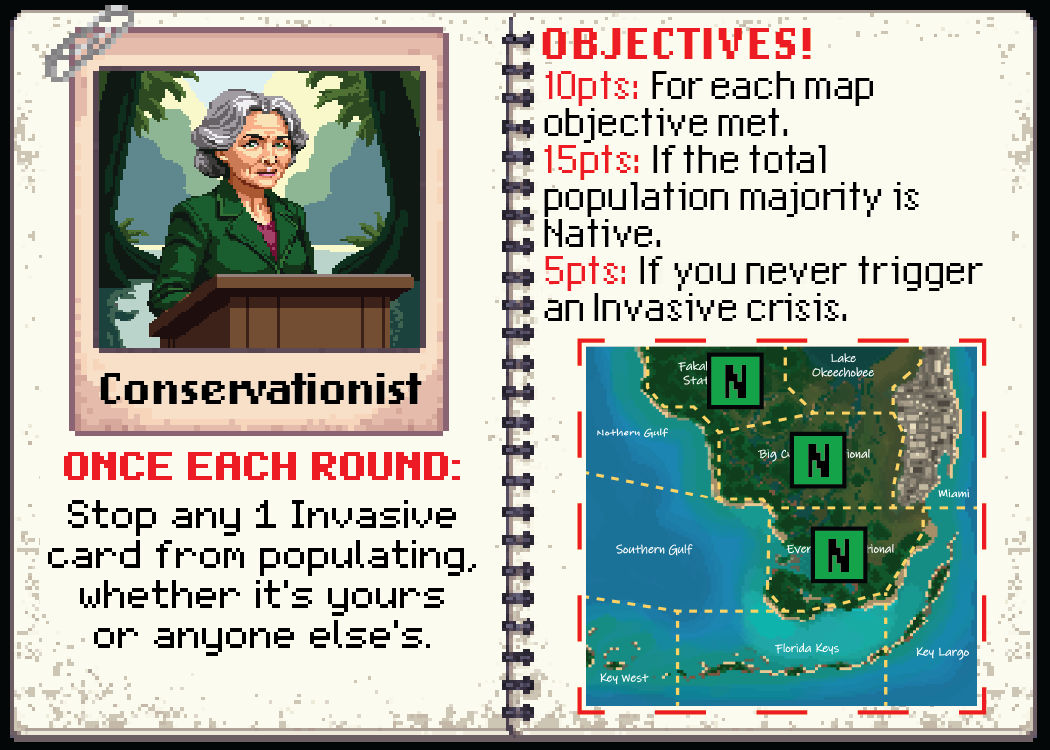 Conservationist
ONCE EACH ROUND:
Stop any 1 Invasive
card from populating,
whether it's yours
or anyone else's.
OBJECTIVES!
10pts: For each map
objective met.
15pts: If the total
population majority is
Native.
5pts: If you never trigger
an Invasive crisis.
Lake
Okeechobee
N
Nothern Gulf
Big
N
Miami
Southern Gulf
N
Florida Keys
Key Largo
Key West